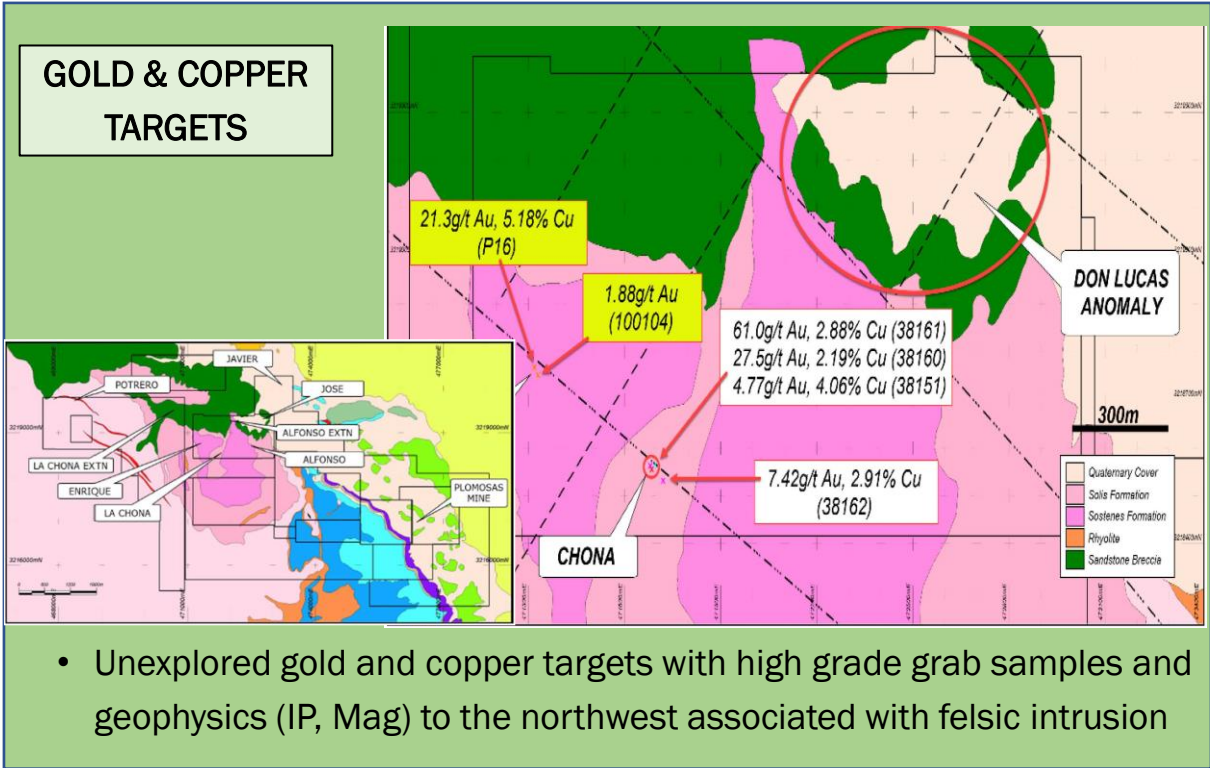 GOLD & COPPER
TARGETS
21.3g/t Au, 5.18% Cu
(P16)
1.88g/t Au
(100104)
61.0g/t Au, 2.88% Cu (38161)
27.5g/t Au, 2.19% Cu (38160)
4.77g/t Au, 4.06% Cu (38151)
7.42g/t Au, 2.91% Cu
(38162)
CHONA
DON LUCAS
ANOMALY
300m
Quaternary Cover
Solis Formation
Sostenes Formation
Rhyolite
Sandstone Breccia
JAVIER
POTRERO
JOSE
ALFONSO EXTN
LA CHONA EXTN
ALFONSO
ENRIQUE
LA CHONA
PLOMOSAS
MINE
3219000mN
3219000mN
3216000mN
3216000mN
• Unexplored gold and copper targets with high grade grab samples and
geophysics (IP, Mag) to the northwest associated with felsic intrusion